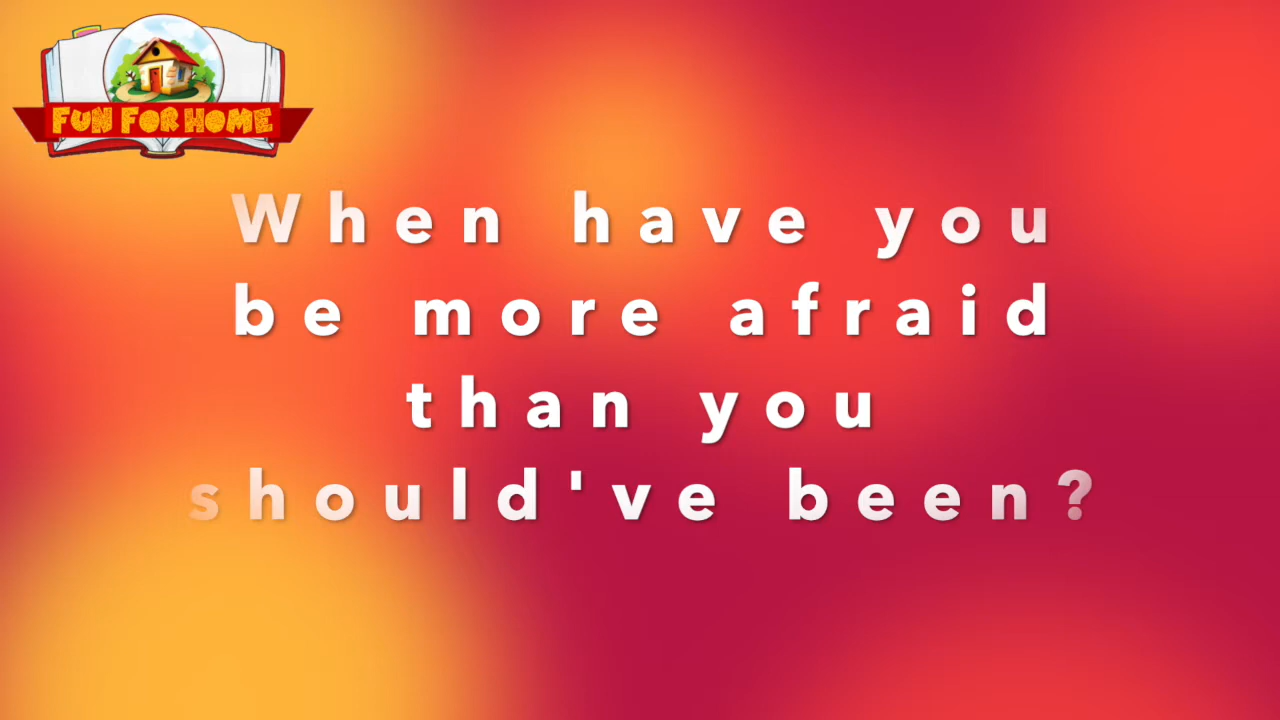 FUN FOR HOME
When have you
be more afraid
than you
should've been?